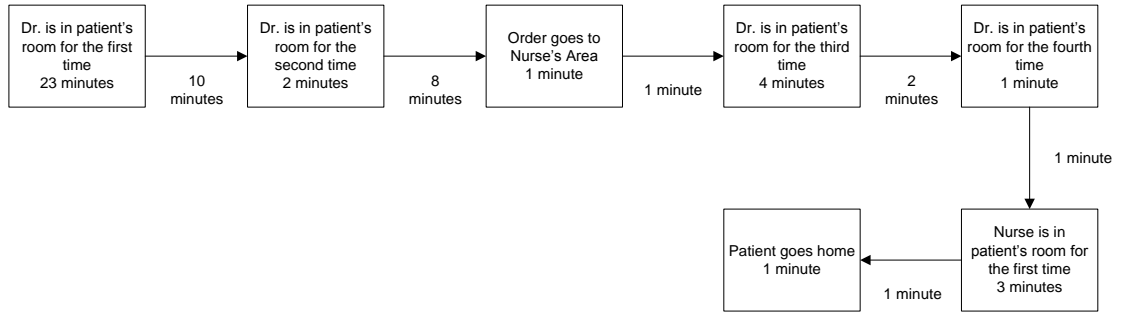 Dr. is in patient's
room for the first
time
23 minutes
10
minutes
Dr. is in patient's
room for the
second time
2 minutes
8
minutes
Order goes to
Nurse's Area
1 minute
1 minute
Dr. is in patient's
room for the third
time
4 minutes
2
minutes
Dr. is in patient's
room for the fourth
time
1 minute
1 minute
Nurse is in
patient's room for
the first time
3 minutes
1 minute
Patient goes home
1 minute